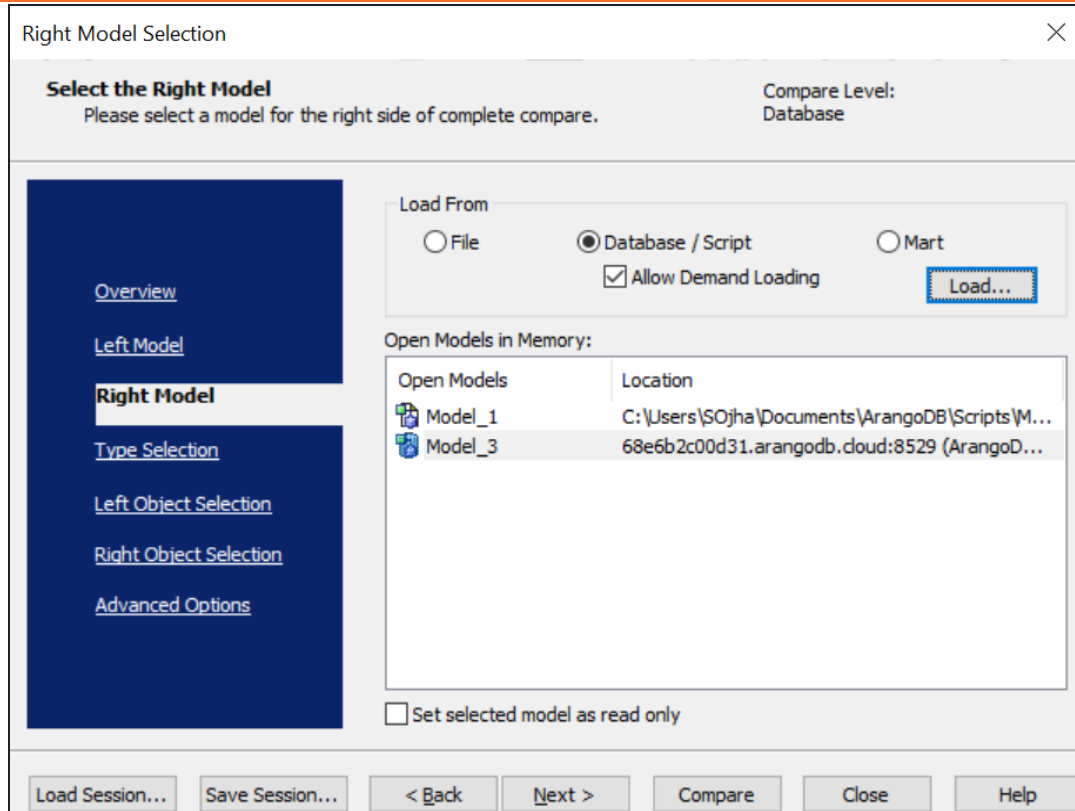 Right Model Selection
Select the Right Model
Please select a model for the right side of complete compare.
Compare Level:
Database
Overview
Left Model
Right Model
Type Selection
Left Object Selection
Right Object Selection
Advanced Options
Load From
File
Database / Script
Mart
Allow Demand Loading
Load...
Open Models in Memory:
Open Models Location
Model_1 C:\Users\SOjha\Documents\ArangoDB\Scripts\M...
Model_3 68e6b2c00d31.arangodb.cloud:8529 (ArangoD...
Set selected model as read only
Load Session... Save Session... < Back Next > Compare Close Help